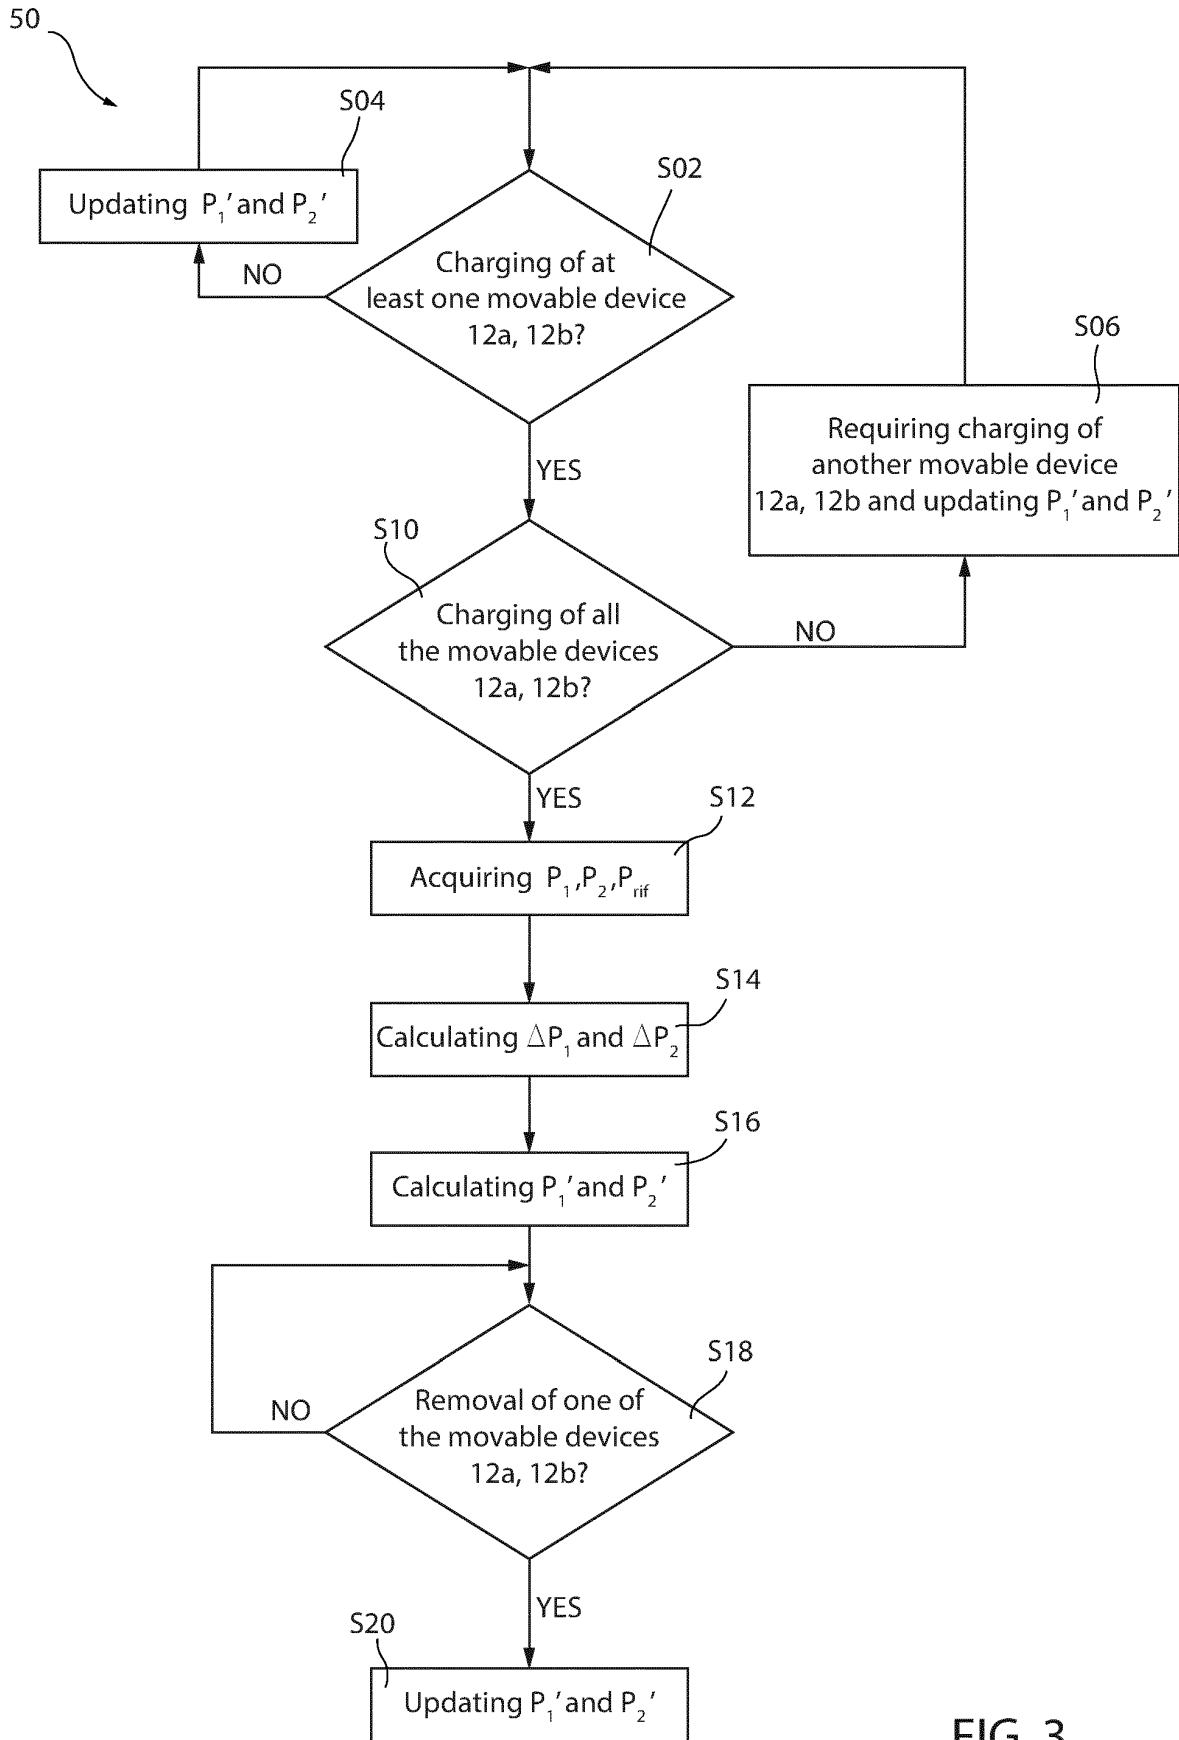 50
S04
Updating P₁′ and P₂′
NO
S02
Charging of at
least one movable device
12a, 12b?
YES
S06
Requiring charging of
another movable device
12a, 12b and updating P₁′ and P₂′
S10
Charging of all
the movable devices
12a, 12b?
NO
YES
S12
Acquiring P₁,P₂,Prif
S14
Calculating ΔP₁ and ΔP₂
S16
Calculating P₁′ and P₂′
S18
Removal of one of
the movable devices
12a, 12b?
NO
YES
S20
Updating P₁′ and P₂′
FIG. 3